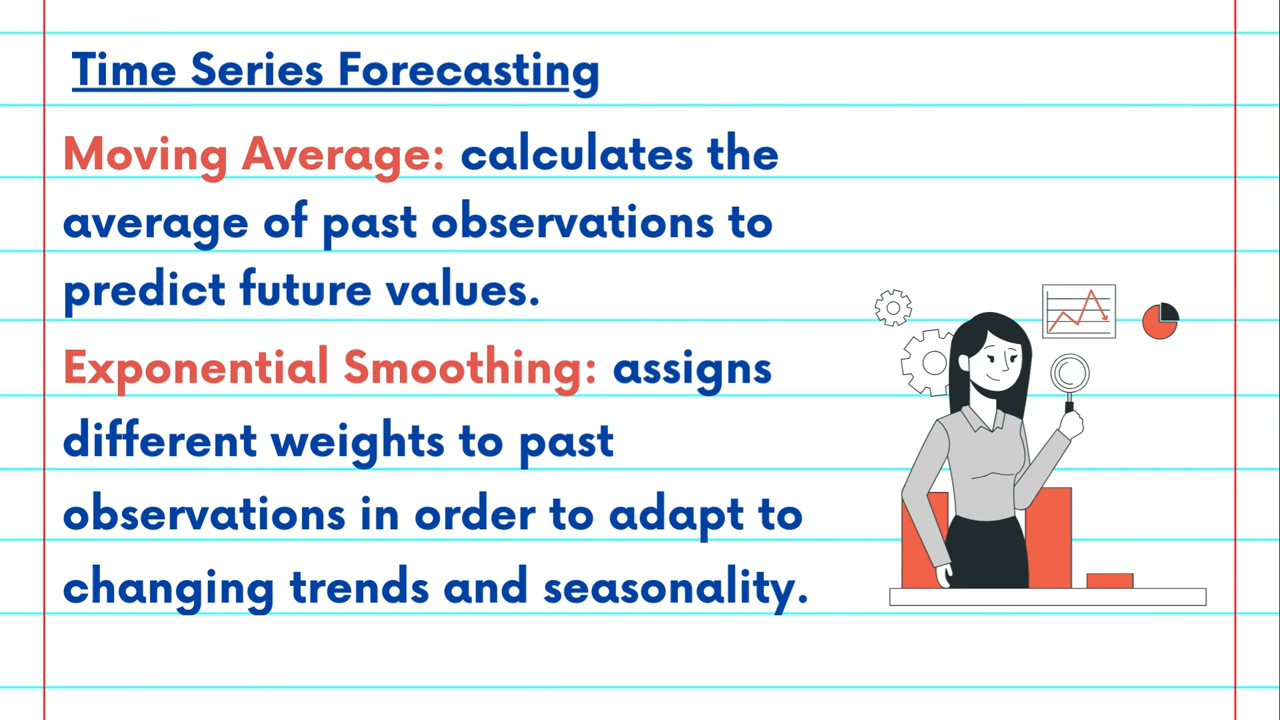 Time Series Forecasting
Moving Average: calculates the
average of past observations to
predict future values.
Exponential Smoothing: assigns
different weights to past
observations in order to adapt to
changing trends and seasonality.